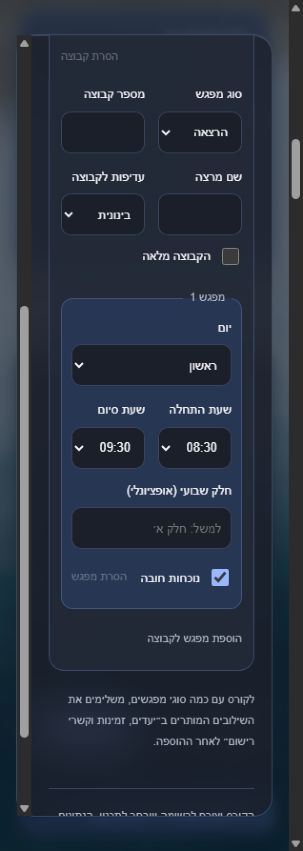 הסרת קבוצה
סוג מפגש
מספר קבוצה
הרצאה
שם מרצה
עדיפות לקבוצה
בינונית
הקבוצה מלאה
מפגש 1
יום
ראשון
שעת התחלה
שעת סיום
08:30
09:30
חלק שבועי (אופציונלי)
למשל: חלק א׳
נוכחות חובה
הסרת מפגש
הוספת מפגש לקבוצה
לקורס עם כמה סוגי מפגשים, משלימים את
השילובים המותרים ב״יעדים, זמינות וקשרי
רישום״ לאחר ההוספה.